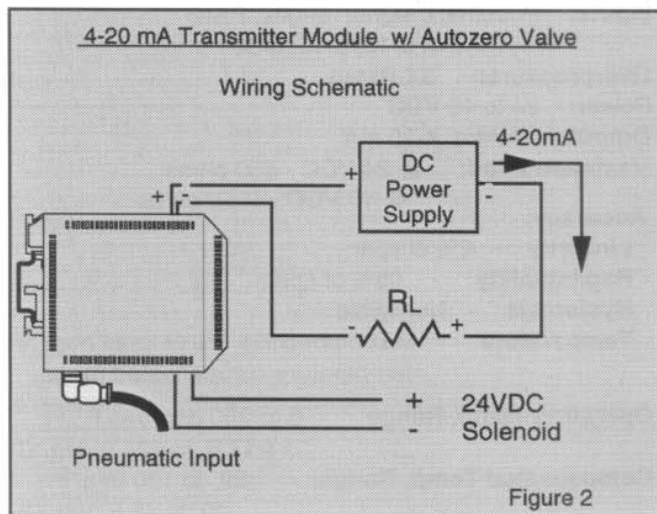 4-20 mA Transmitter Module w/ Autozero Valve
Wiring Schematic
4-20mA
DC
Power
Supply
+
-
+
-
RL
-
+
+
24VDC
-
Solenoid
Pneumatic Input
Figure 2